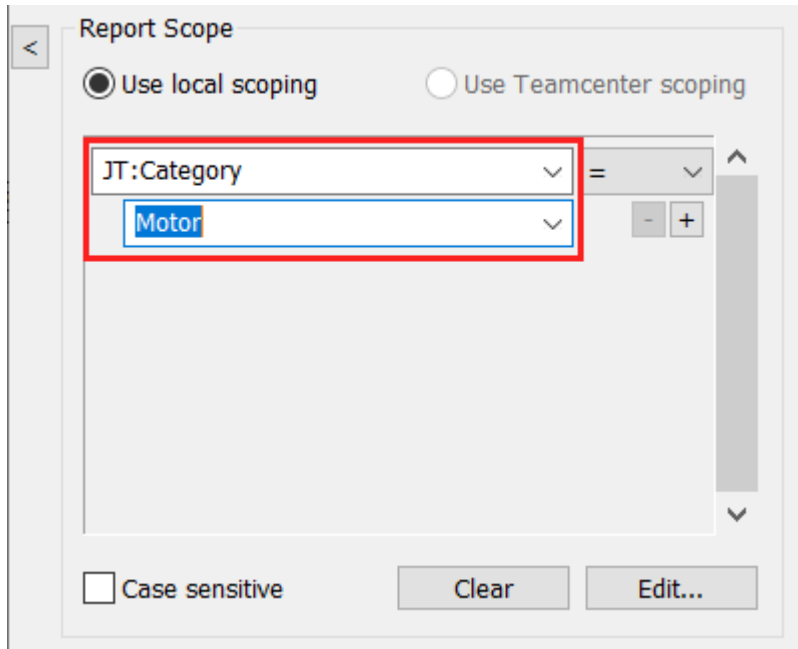 <
Report Scope
Use local scoping Use Teamcenter scoping
JT:Category =
Motor - +
Case sensitive Clear Edit...